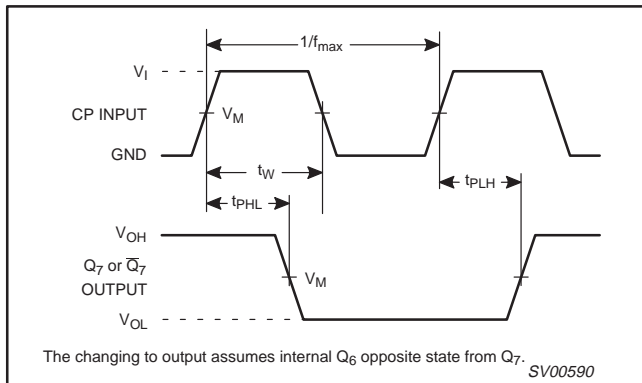 1/fmax
VI
CP INPUT
VM
GND
tW
tPHL
tPLH
VOH
Q7 or Q̅7
OUTPUT
VM
VOL
The changing to output assumes internal Q6 opposite state from Q7.
SV00590